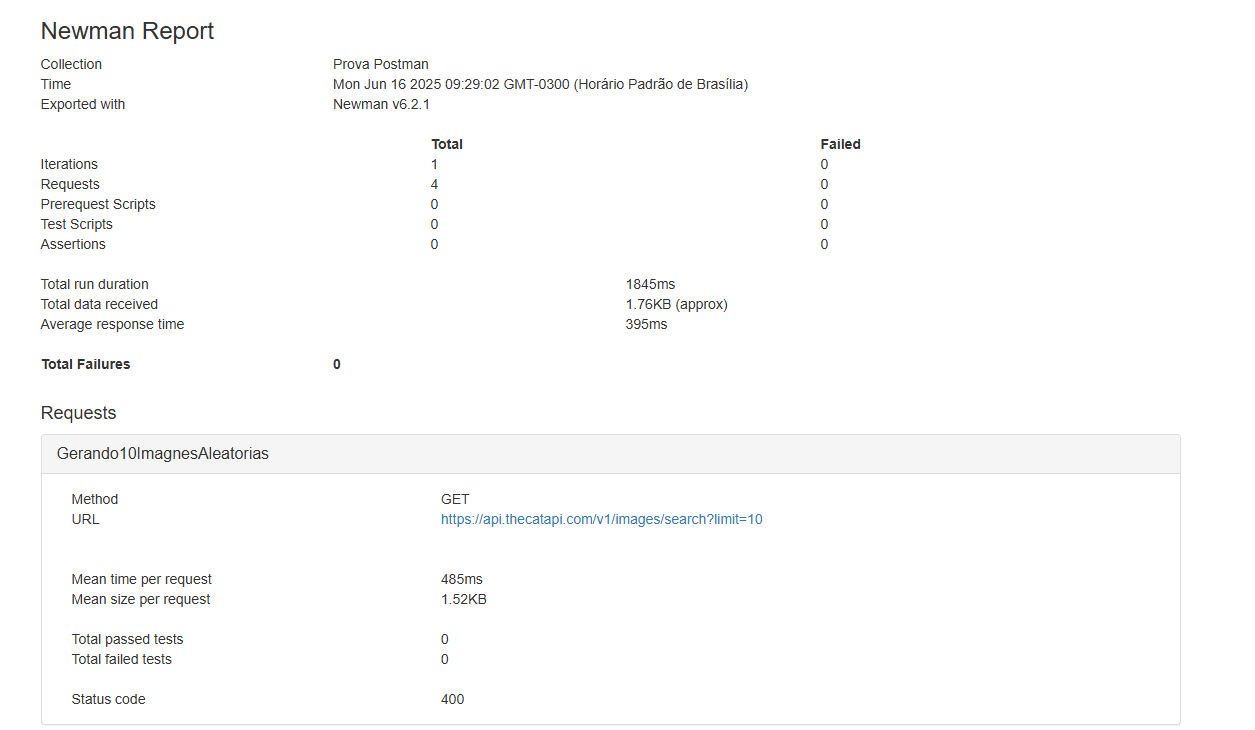 Newman Report
Collection Prova Postman
Time Mon Jun 16 2025 09:29:02 GMT-0300 (Horário Padrão de Brasília)
Exported with Newman v6.2.1
Total Failed
Iterations 1 0
Requests 4 0
Prerequest Scripts 0 0
Test Scripts 0 0
Assertions 0 0
Total run duration 1845ms
Total data received 1.76KB (approx)
Average response time 395ms
Total Failures 0
Requests
Gerando10ImagnesAleatorias
Method GET
URL https://api.thecatapi.com/v1/images/search?limit=10
Mean time per request 485ms
Mean size per request 1.52KB
Total passed tests 0
Total failed tests 0
Status code 400